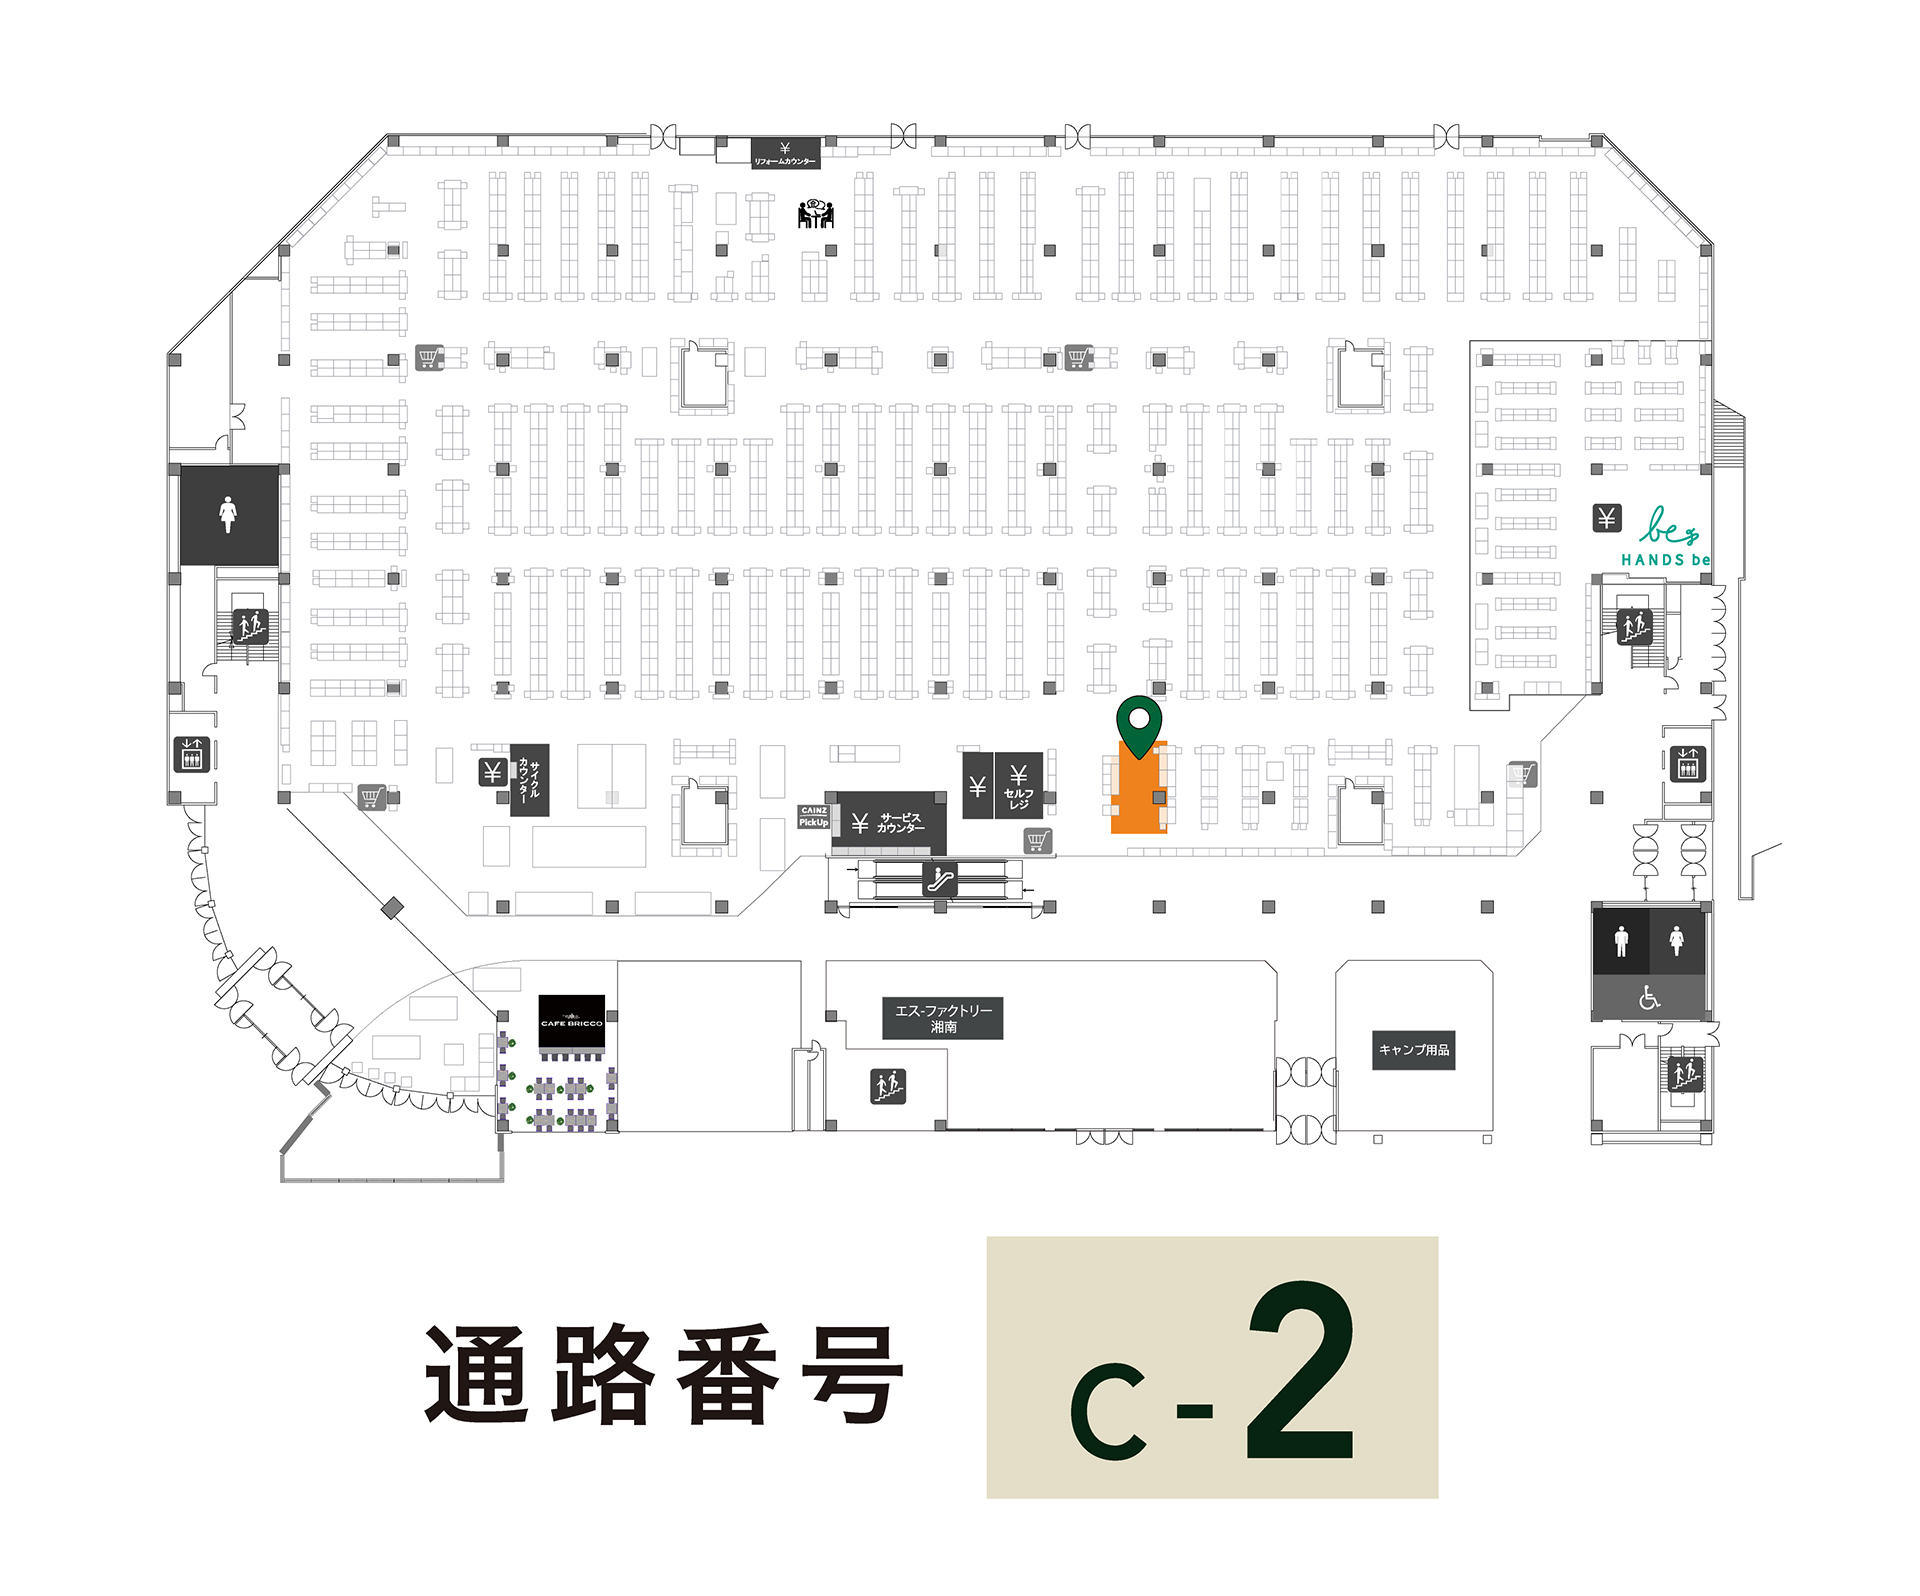 ¥
リフォームカウンター
¥
be
HANDS be
¥
サイクル
カウンター
¥
¥
セルフ
レジ
CAINZ
PickUp
¥
サービス
カウンター
CAFE BRICCO
エス-ファクトリー
湘南
キャンプ用品
通路番号
C-2